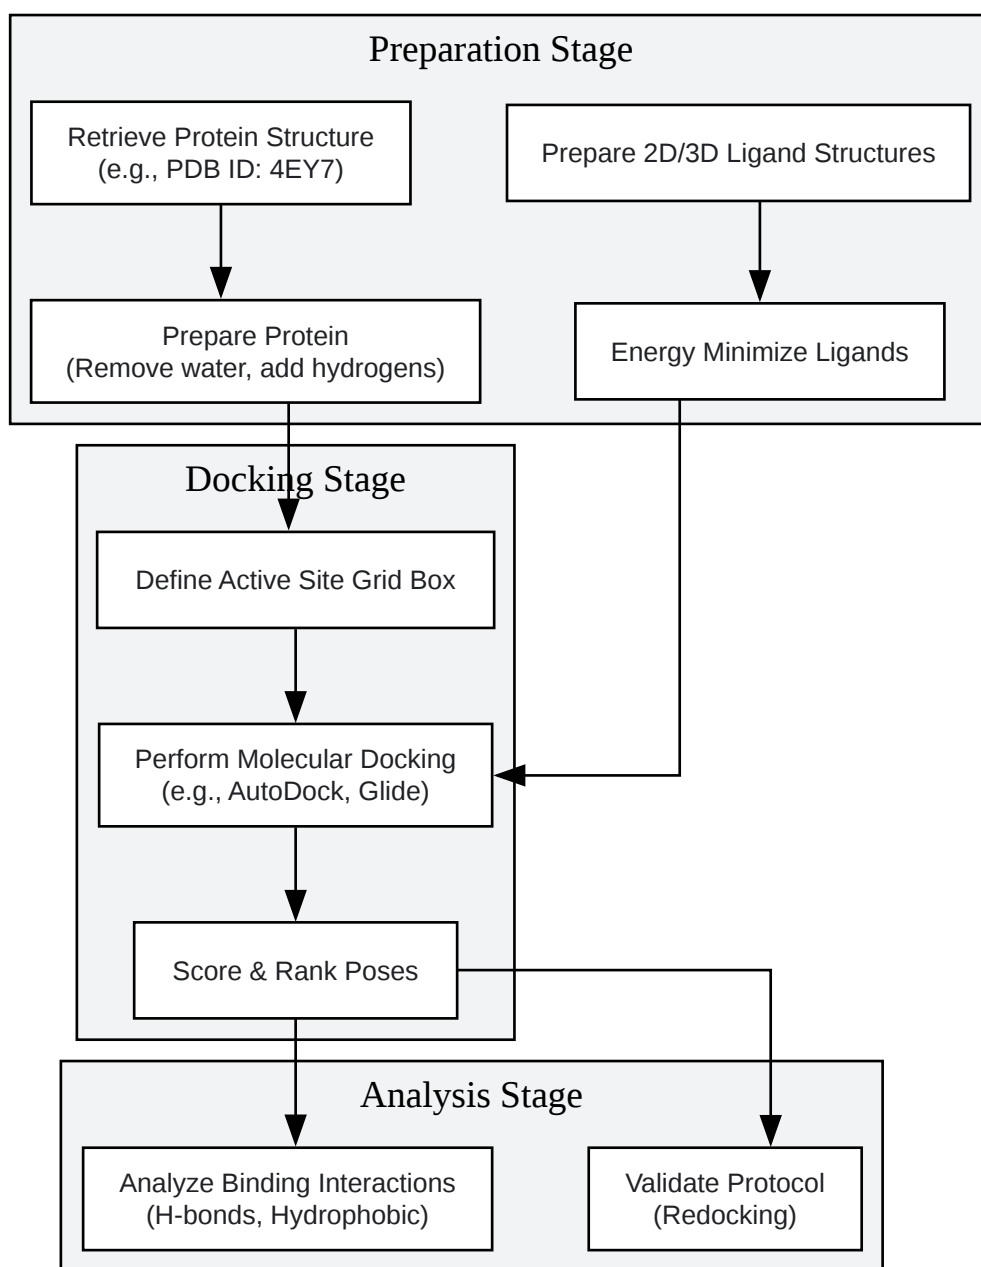 Preparation Stage
Retrieve Protein Structure
(e.g., PDB ID: 4EY7)
Prepare 2D/3D Ligand Structures
Prepare Protein
(Remove water, add hydrogens)
Energy Minimize Ligands
Docking Stage
Define Active Site Grid Box
Perform Molecular Docking
(e.g., AutoDock, Glide)
Score & Rank Poses
Analysis Stage
Analyze Binding Interactions
(H-bonds, Hydrophobic)
Validate Protocol
(Redocking)